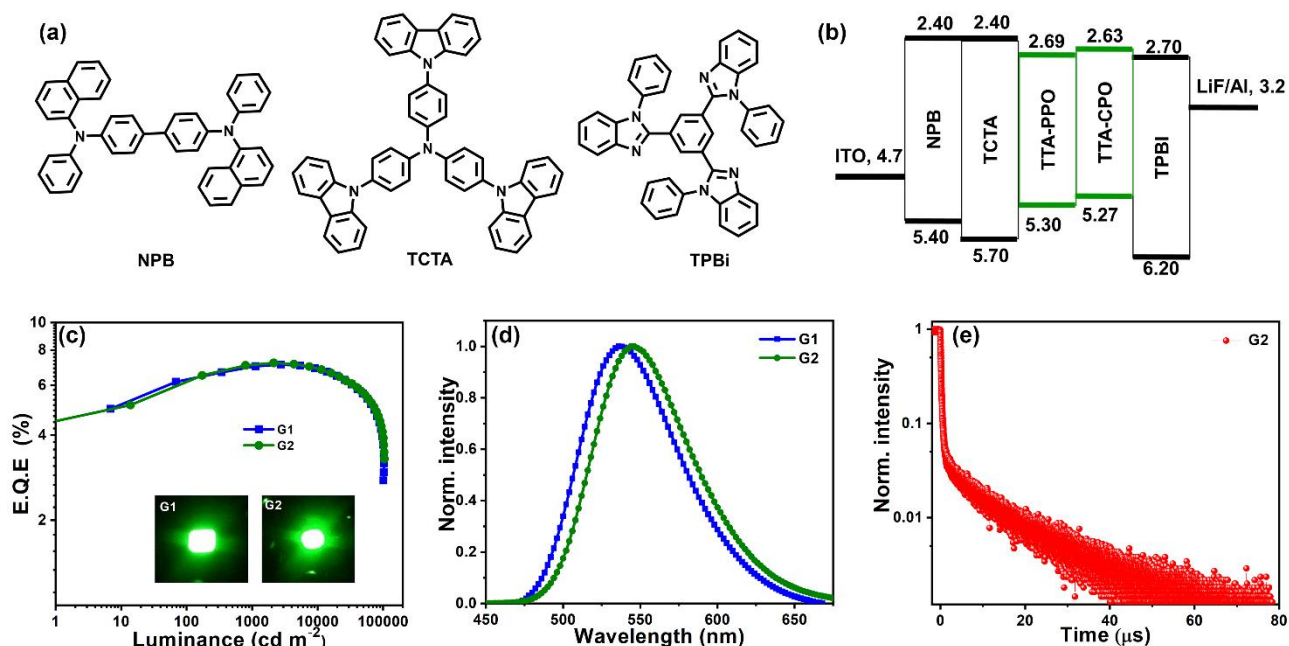 (a)
NPB
TCTA
TPBi
(b)
2.40
2.40
2.69
2.63
2.70
LiF/Al, 3.2
ITO, 4.7
NPB
TCTA
TTA-PPO
TTA-CPO
TPBI
5.40
5.70
5.30
5.27
6.20
(c)
E.Q.E (%)
10
8
6
4
2
G1
G2
G1
G2
1 10 100 1000 10000 100000
Luminance (cd m⁻²)
(d)
Norm. intensity
1.0
0.8
0.6
0.4
0.2
0.0
G1
G2
450 500 550 600 650
Wavelength (nm)
(e)
Norm. intensity
1
0.1
0.01
G2
0 20 40 60 80
Time (μs)